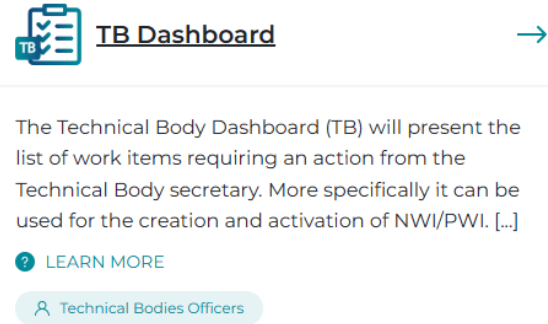 TB
TB Dashboard
The Technical Body Dashboard (TB) will present the
list of work items requiring an action from the
Technical Body secretary. More specifically it can be
used for the creation and activation of NWI/PWI. [...]
? LEARN MORE
Technical Bodies Officers